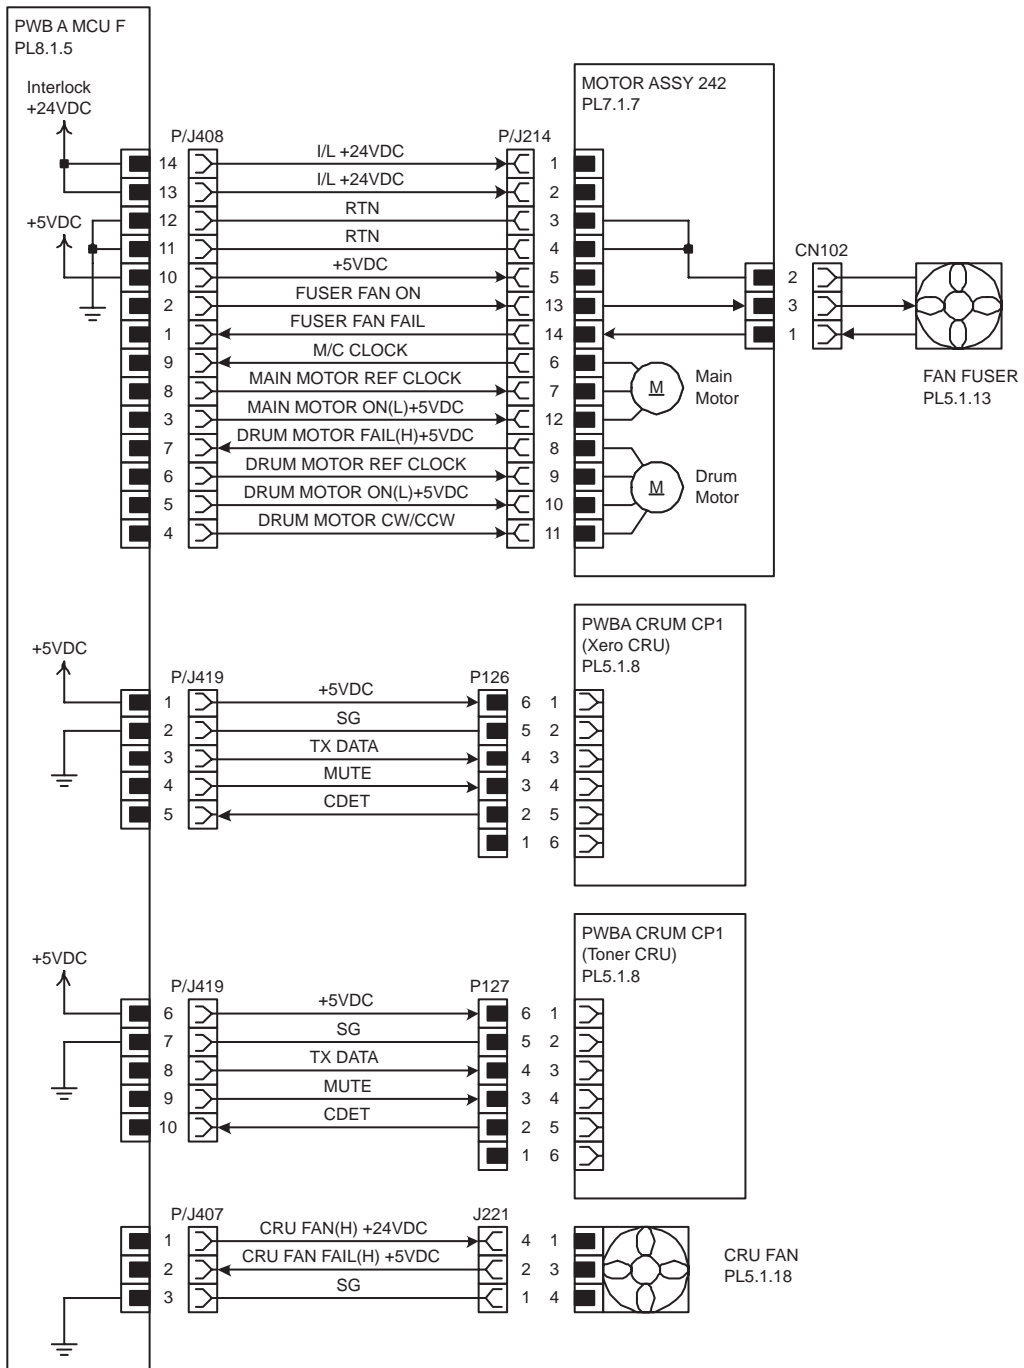 PWB A MCU F
PL8.1.5
Interlock
+24VDC
MOTOR ASSY 242
PL7.1.7
P/J408
P/J214
14 I/L +24VDC 1
13 I/L +24VDC 2
12 RTN 3
+5VDC
11 RTN 4
CN102
10 +5VDC 5
2
2 FUSER FAN ON 13
3
1 FUSER FAN FAIL 14
1
9 M/C CLOCK 6
8 MAIN MOTOR REF CLOCK 7
M
Main
Motor
FAN FUSER
PL5.1.13
3 MAIN MOTOR ON(L)+5VDC 12
7 DRUM MOTOR FAIL(H)+5VDC 8
6 DRUM MOTOR REF CLOCK 9
M
Drum
Motor
5 DRUM MOTOR ON(L)+5VDC 10
4 DRUM MOTOR CW/CCW 11
PWBA CRUM CP1
(Xero CRU)
PL5.1.8
+5VDC
P/J419
P126
1 +5VDC 6 1
2 SG 5 2
3 TX DATA 4 3
4 MUTE 3 4
5 CDET 2 5
1 6
PWBA CRUM CP1
(Toner CRU)
PL5.1.8
+5VDC
P/J419
P127
6 +5VDC 6 1
7 SG 5 2
8 TX DATA 4 3
9 MUTE 3 4
10 CDET 2 5
1 6
P/J407
J221
1 CRU FAN(H) +24VDC 4 1
2 CRU FAN FAIL(H) +5VDC 2 3
3 SG 1 4
CRU FAN
PL5.1.18